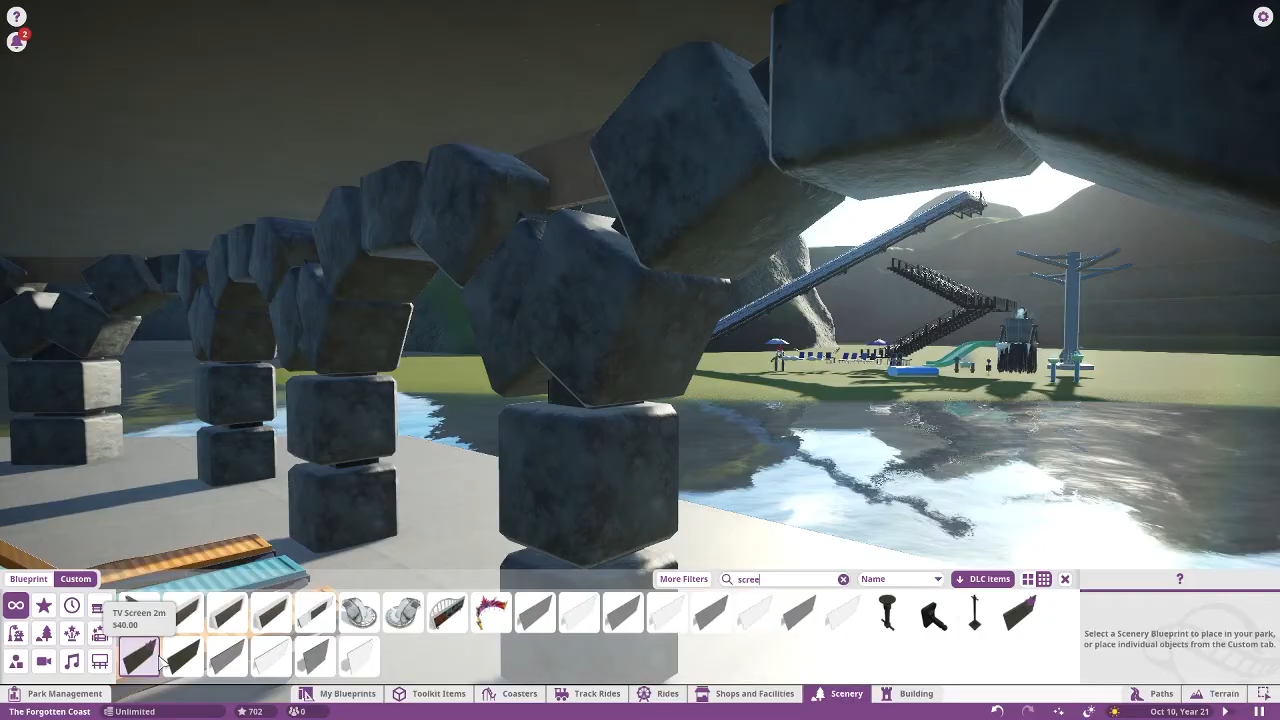 ?
2
Blueprint
Custom
More Filters
scree
Name
DLC items
?
TV Screen 2m
$40.00
Select a Scenery Blueprint to place in your park,
or place individual objects from the Custom tab.
Park Management
My Blueprints
Toolkit Items
Coasters
Track Rides
Rides
Shops and Facilities
Scenery
Building
Paths
Terrain
The Forgotten Coast
Unlimited
702
0
Oct 10, Year 21